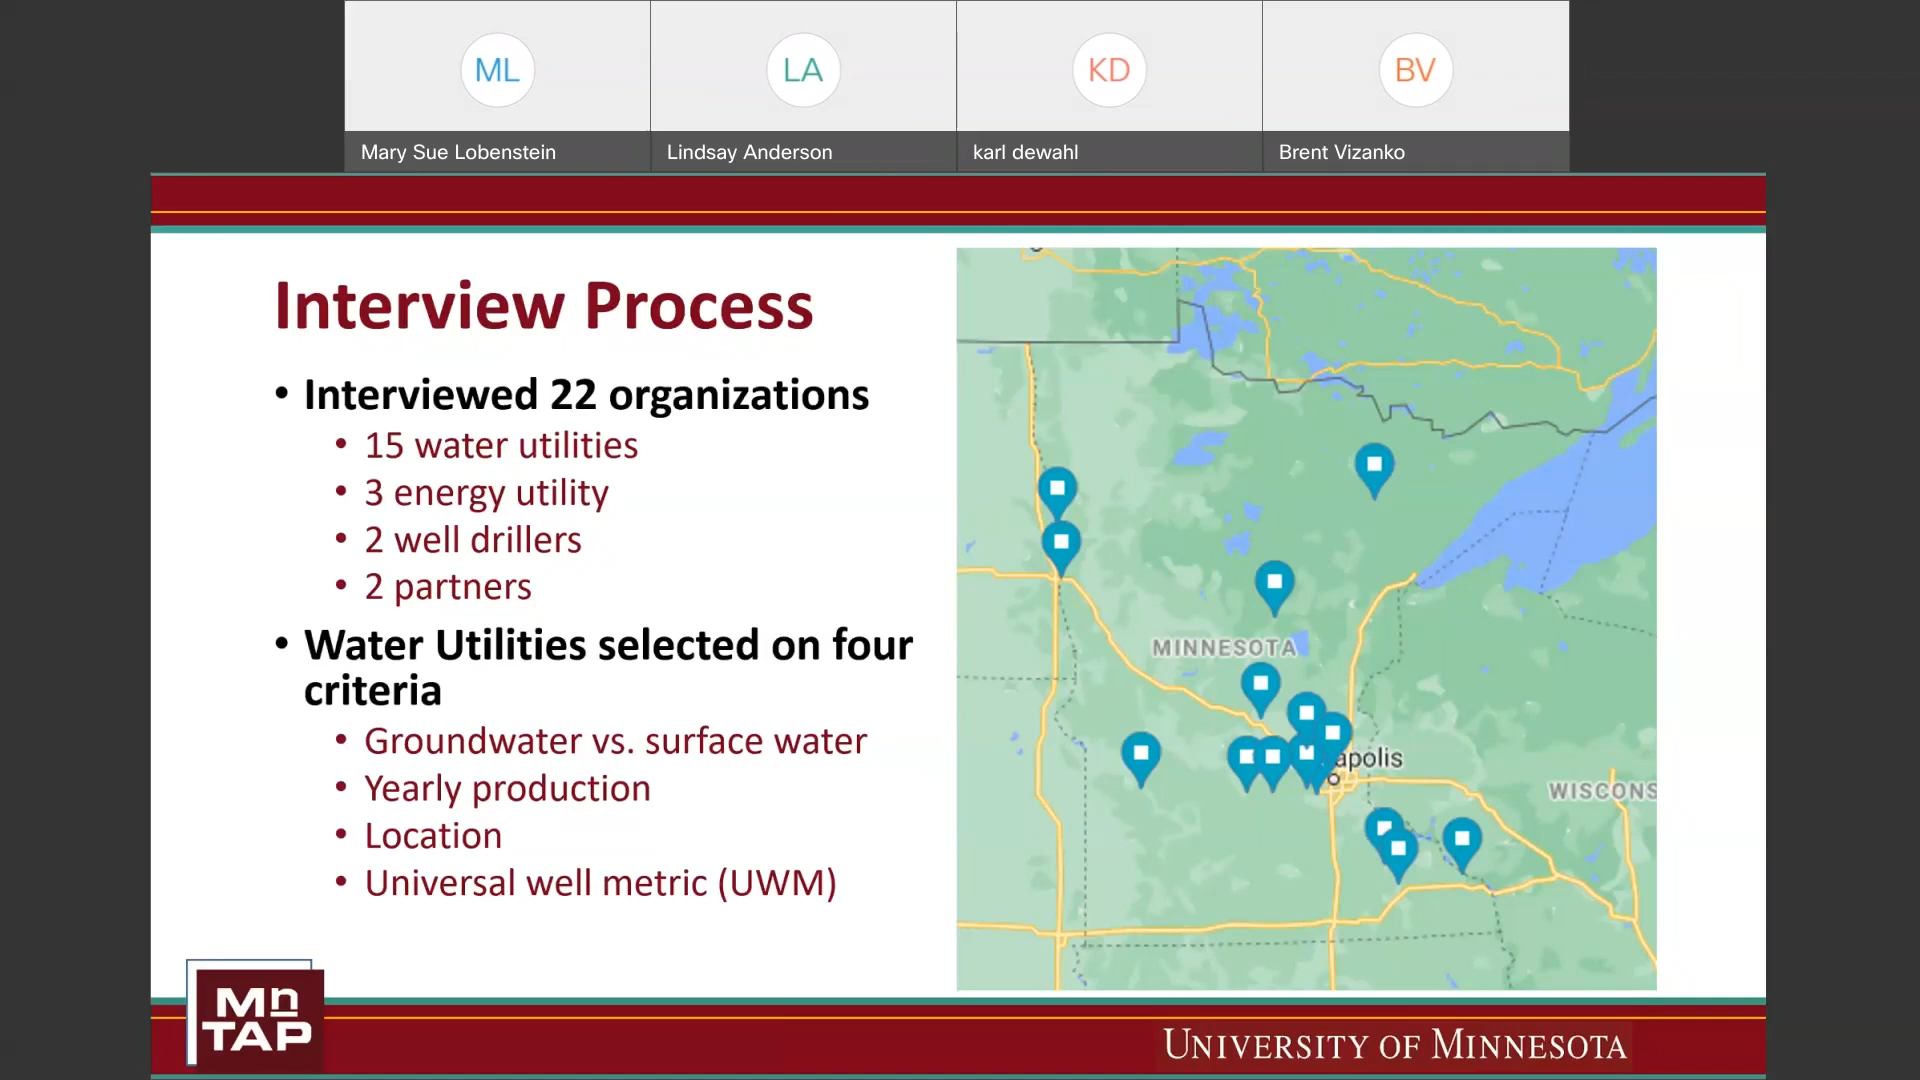 ML
LA
KD
BV
Mary Sue Lobenstein
Lindsay Anderson
karl dewahl
Brent Vizanko
Interview Process
• Interviewed 22 organizations
• 15 water utilities
• 3 energy utility
• 2 well drillers
• 2 partners
• Water Utilities selected on four
criteria
• Groundwater vs. surface water
• Yearly production
• Location
• Universal well metric (UWM)
MINNESOTA
apolis
WISCONS
Mn
TAP
UNIVERSITY OF MINNESOTA